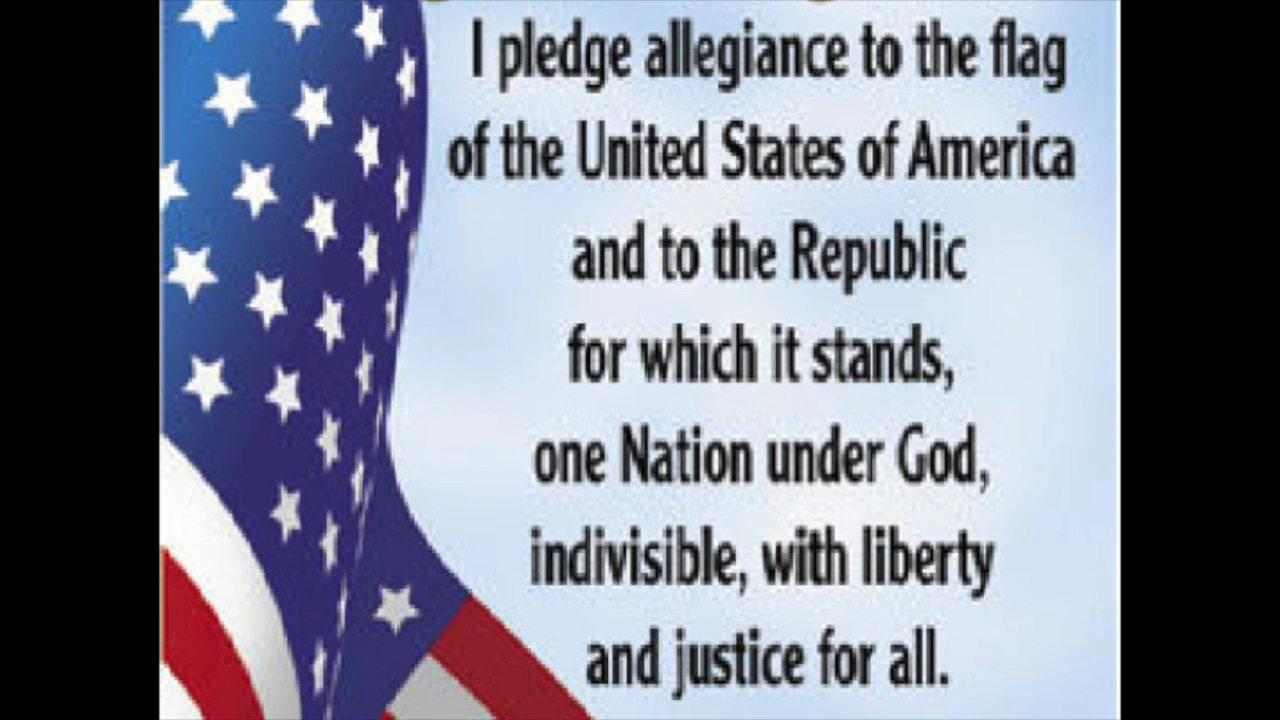 I pledge allegiance to the flag
of the United States of America
and to the Republic
for which it stands,
one Nation under God,
indivisible, with liberty
and justice for all.